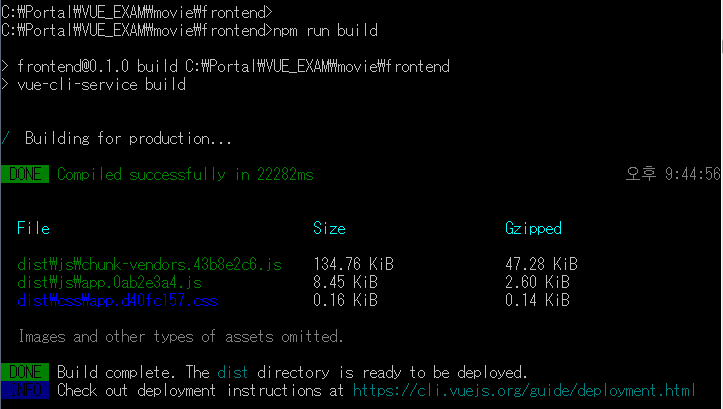 C:₩Portal₩VUE_EXAM₩movie₩frontend>
C:₩Portal₩VUE_EXAM₩movie₩frontend>npm run build
> frontend@0.1.0 build C:₩Portal₩VUE_EXAM₩movie₩frontend
> vue-cli-service build
/ Building for production...
DONE Compiled successfully in 22282ms 오후 9:44:56
File Size Gzipped
dist₩js₩chunk-vendors.43b8e2c6.js 134.76 KiB 47.28 KiB
dist₩js₩app.0ab2e3a4.js 8.45 KiB 2.60 KiB
dist₩css₩app.d40fc157.css 0.16 KiB 0.14 KiB
Images and other types of assets omitted.
DONE Build complete. The dist directory is ready to be deployed.
INFO Check out deployment instructions at https://cli.vuejs.org/guide/deployment.html